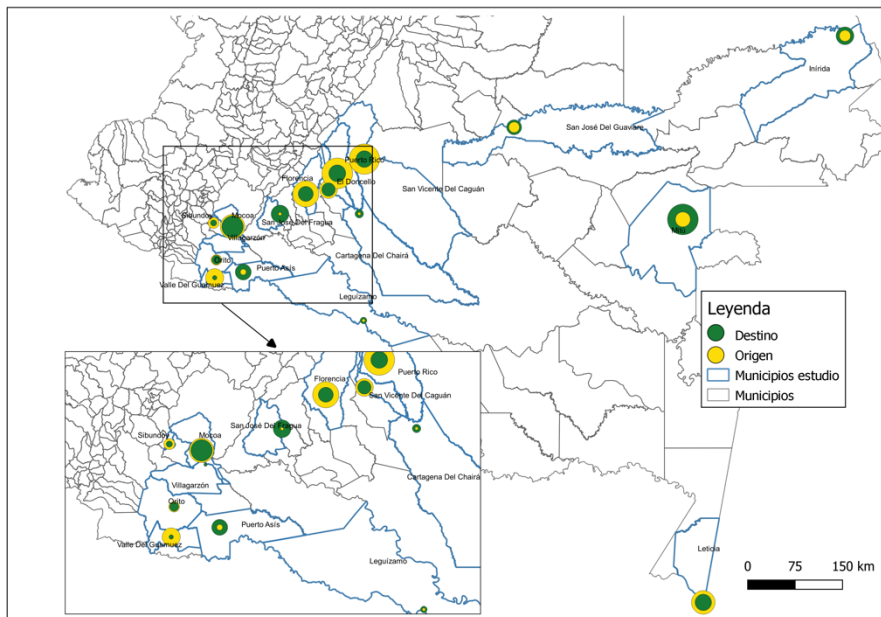 Inírida
San José Del Guaviare
Puerto Rico
Florencia
El Doncello
San Vicente Del Caguán
Sibundoy
Mocoa
San José Del Fragua
Mitú
Villagarzón
Cartagena Del Chairá
Orito
Puerto Asís
Valle Del Guamuez
Leguízamo
Leyenda
Destino
Origen
Municipios estudio
Municipios
Florencia
Puerto Rico
San Vicente Del Caguán
San José Del Fragua
Sibundoy
Mocoa
Cartagena Del Chairá
Villagarzón
Orito
Puerto Asís
Valle Del Guamuez
Leguízamo
Leticia
0 75 150 km